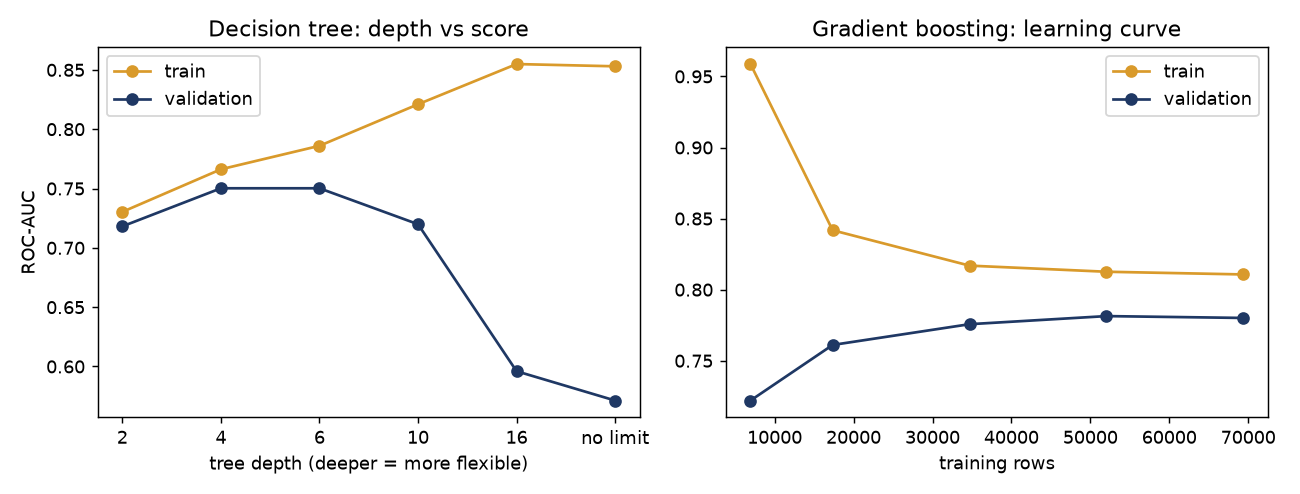 Decision tree: depth vs score
train
validation
ROC-AUC
0.85
0.80
0.75
0.70
0.65
0.60
2 4 6 10 16 no limit
tree depth (deeper = more flexible)
Gradient boosting: learning curve
train
validation
0.95
0.90
0.85
0.80
0.75
10000 20000 30000 40000 50000 60000 70000
training rows